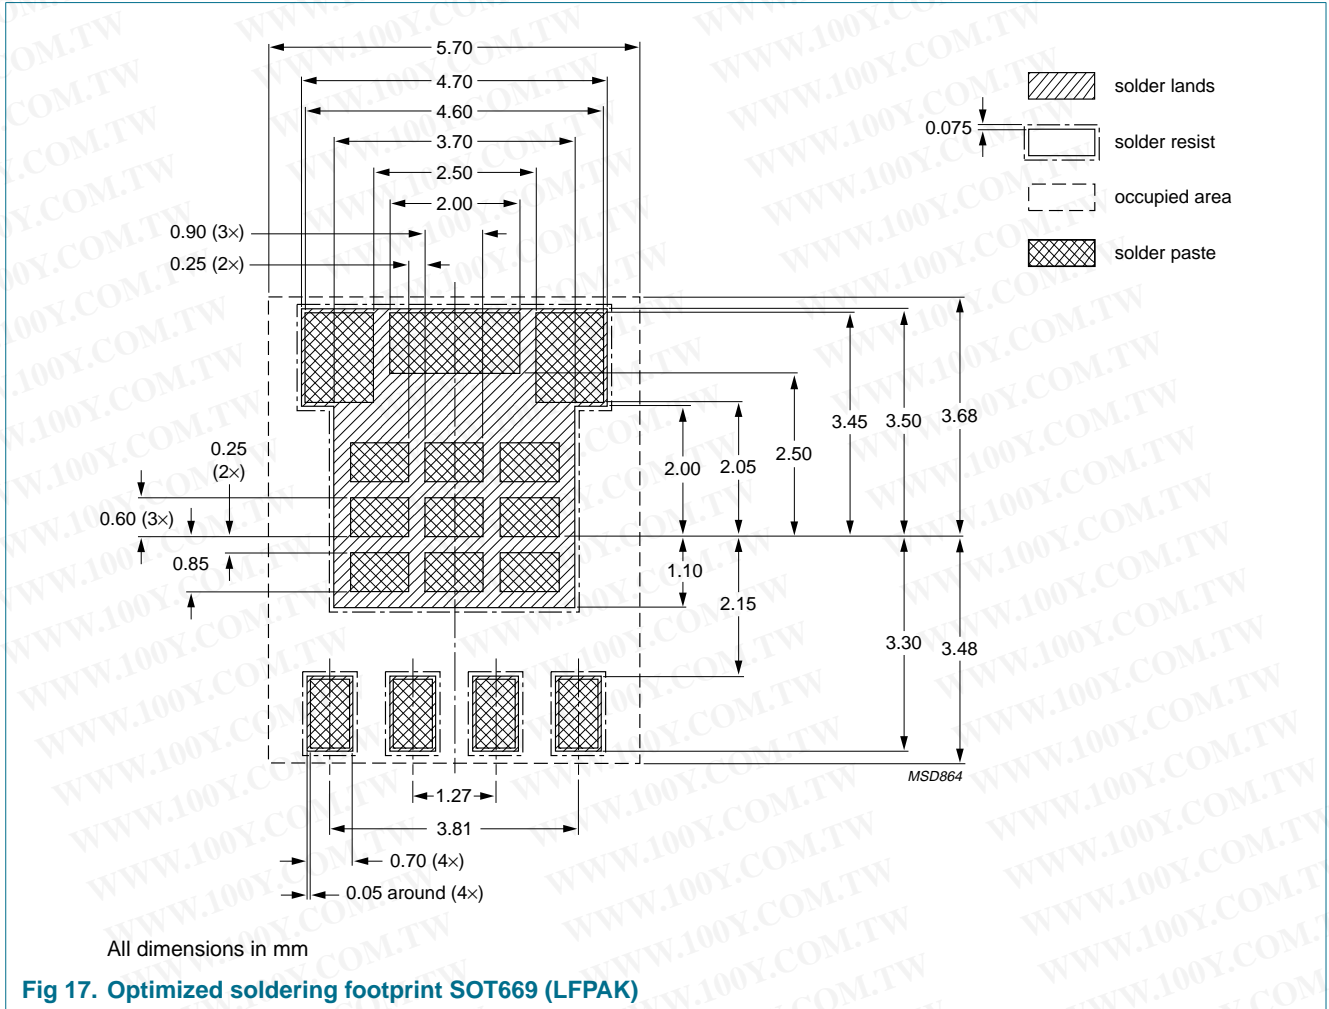 5.70
4.70
4.60
3.70
2.50
2.00
0.90 (3×)
0.25 (2×)
solder lands
0.075
solder resist
occupied area
solder paste
0.25
(2×)
0.60 (3×)
0.85
2.00
2.05
2.50
3.45
3.50
3.68
1.10
2.15
3.30
3.48
MSD864
1.27
3.81
0.70 (4×)
0.05 around (4×)
All dimensions in mm
Fig 17. Optimized soldering footprint SOT669 (LFPAK)
WWW.100Y.COM.TW